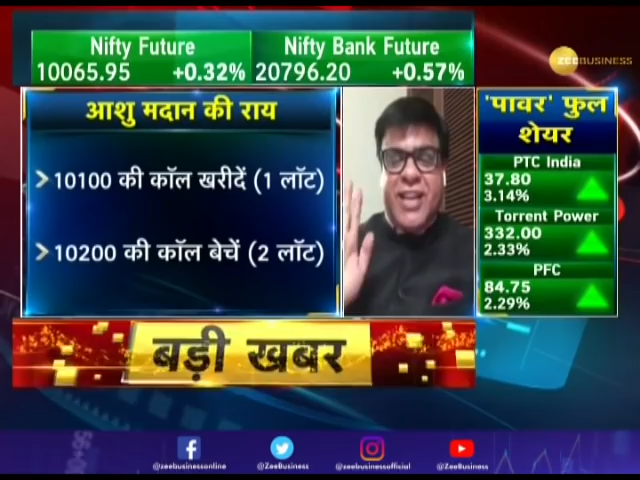 Nifty Future
10065.95 +0.32%
Nifty Bank Future
20796.20 +0.57%
ZEEBUSINESS
आशु मदान की राय
10100 की कॉल खरीदें (1 लॉट)
10200 की कॉल बेचें (2 लॉट)
'पावर' फुल
शेयर
PTC India
37.80
3.14%
Torrent Power
332.00
2.33%
PFC
84.75
2.29%
बड़ी खबर
@zeebusinessonline
@ZeeBusiness
@zeebusinessofficial
@ZeeBusiness